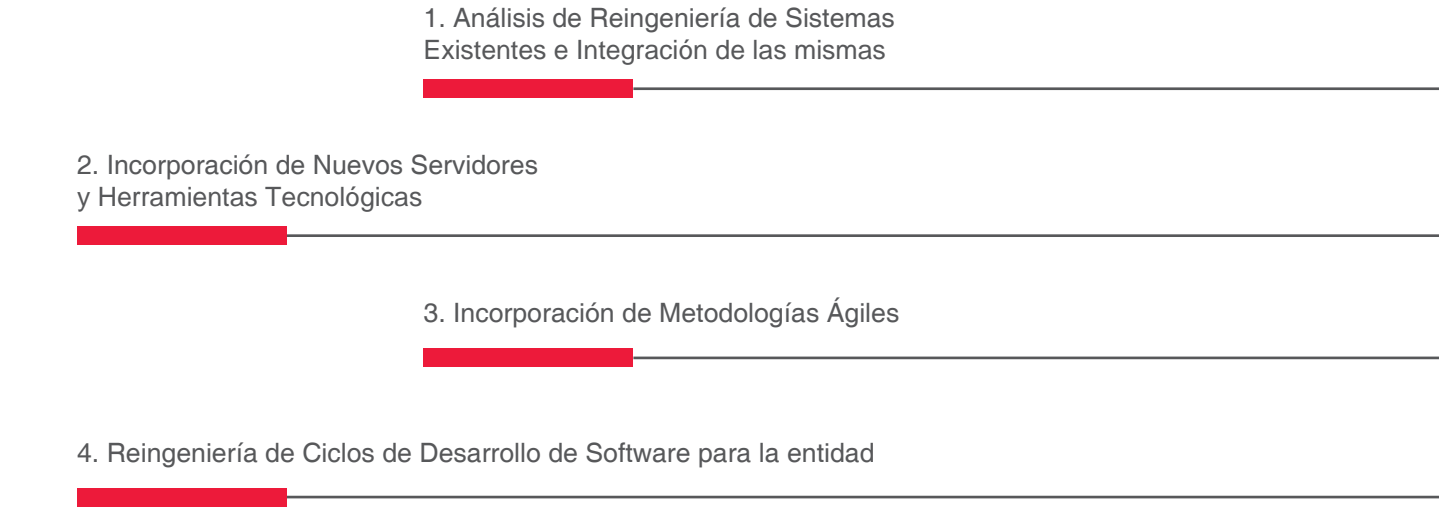 1. Análisis de Reingeniería de Sistemas
Existentes e Integración de las mismas
2. Incorporación de Nuevos Servidores
y Herramientas Tecnológicas
3. Incorporación de Metodologías Ágiles
4. Reingeniería de Ciclos de Desarrollo de Software para la entidad